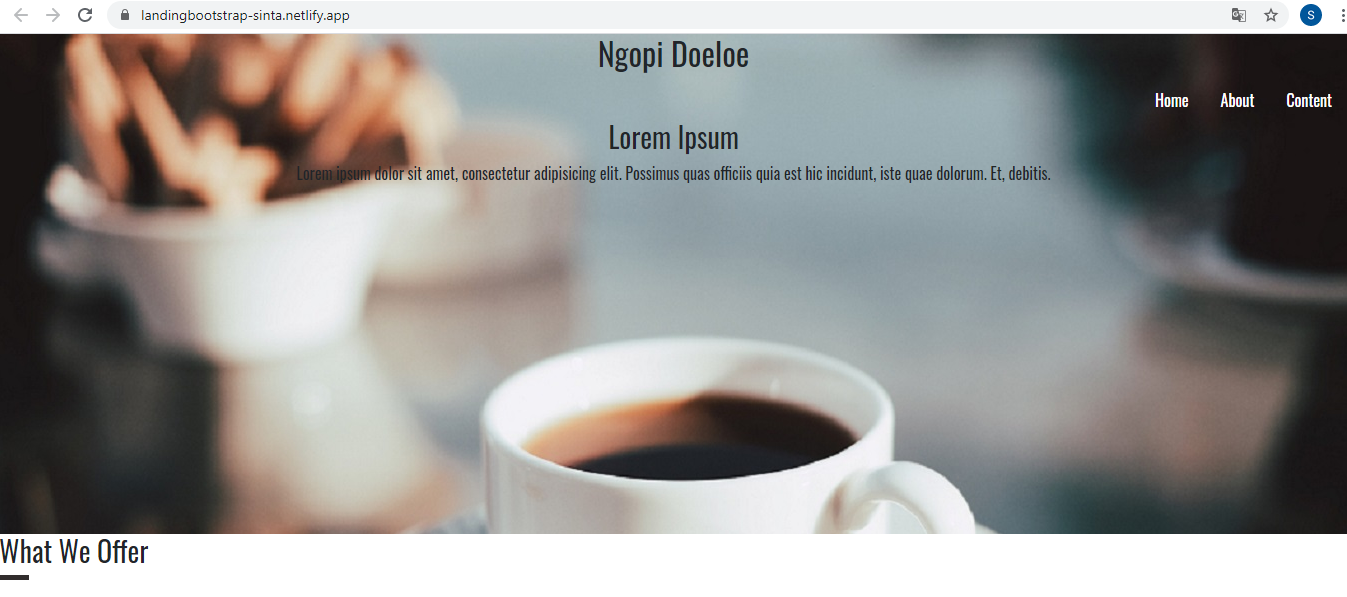 landingbootstrap-sinta.netlify.app
S
Ngopi Doeloe
Home About Content
Lorem Ipsum
Lorem ipsum dolor sit amet, consectetur adipisicing elit. Possimus quas officiis quia est hic incidunt, iste quae dolorum. Et, debitis.
What We Offer